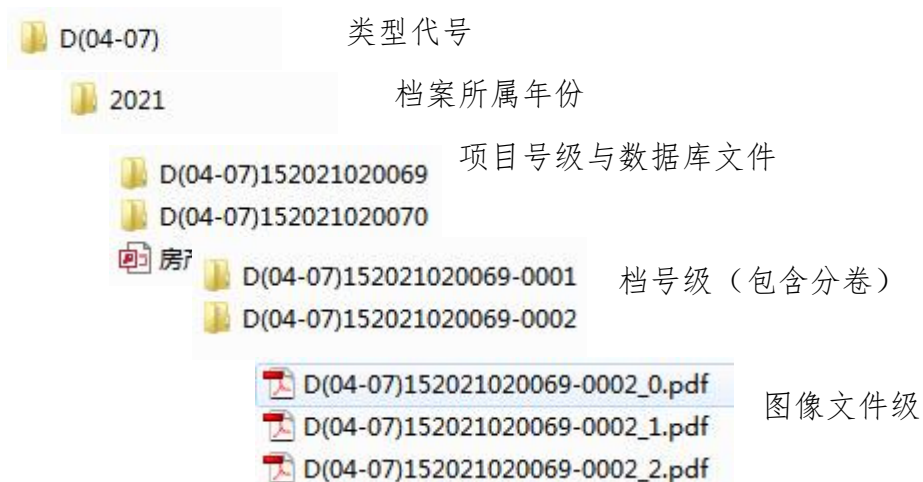 D(04-07) 类型代号
2021 档案所属年份
项目号级与数据库文件
D(04-07)152021020069
D(04-07)152021020070
房
D(04-07)152021020069-0001 档号级（包含分卷）
D(04-07)152021020069-0002
D(04-07)152021020069-0002_0.pdf
D(04-07)152021020069-0002_1.pdf 图像文件级
D(04-07)152021020069-0002_2.pdf